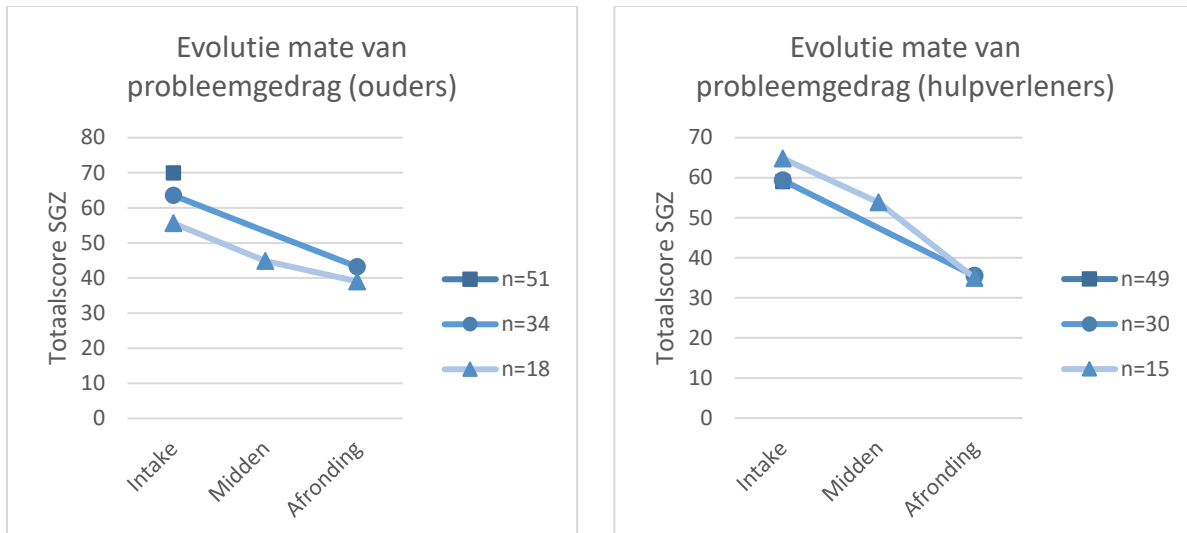 Evolutie mate van
probleemgedrag (ouders)
Totaalscore SGZ
80
70
60
50
40
30
20
10
0
Intake
Midden
Afronding
n=51
n=34
n=18
Evolutie mate van
probleemgedrag (hulpverleners)
Totaalscore SGZ
70
60
50
40
30
20
10
0
Intake
Midden
Afronding
n=49
n=30
n=15